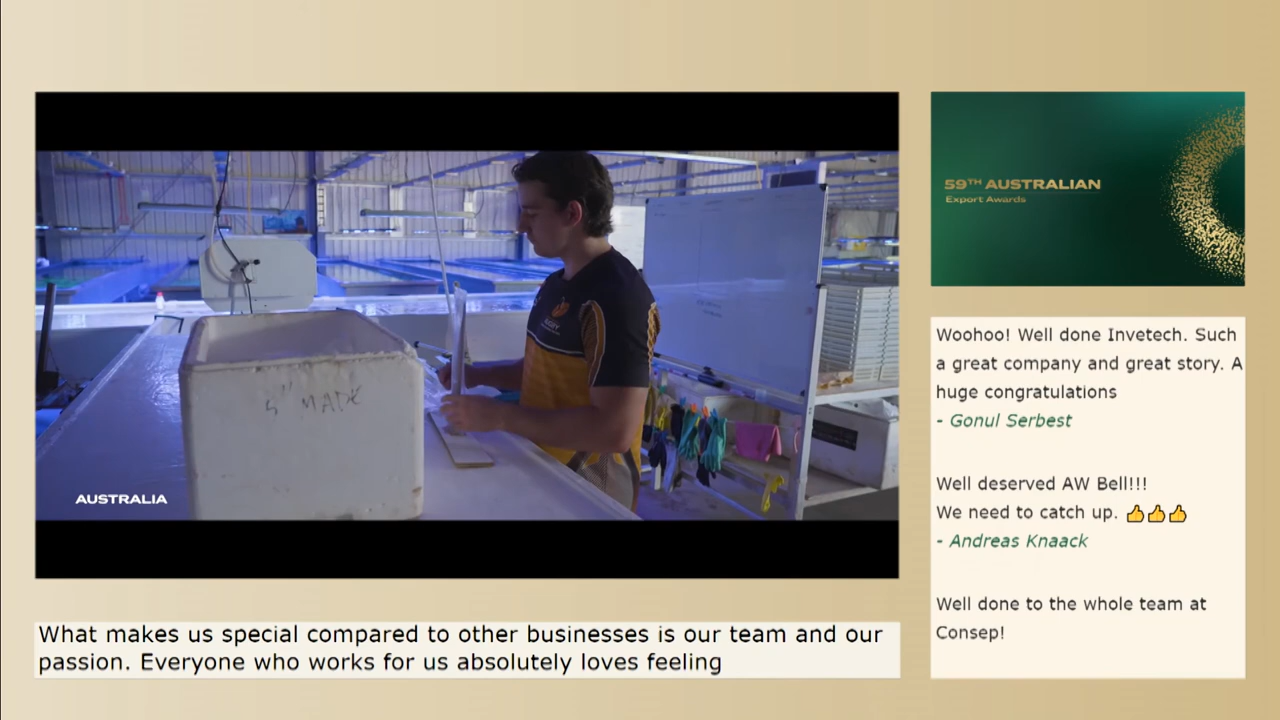 5" MADE
AUSTRALIA
What makes us special compared to other businesses is our team and our
passion. Everyone who works for us absolutely loves feeling
59TH AUSTRALIAN
Export Awards
Woohoo! Well done Invetech. Such
a great company and great story. A
huge congratulations
- Gonul Serbest
Well deserved AW Bell!!!
We need to catch up. 👍👍👍
- Andreas Knaack
Well done to the whole team at
Consep!